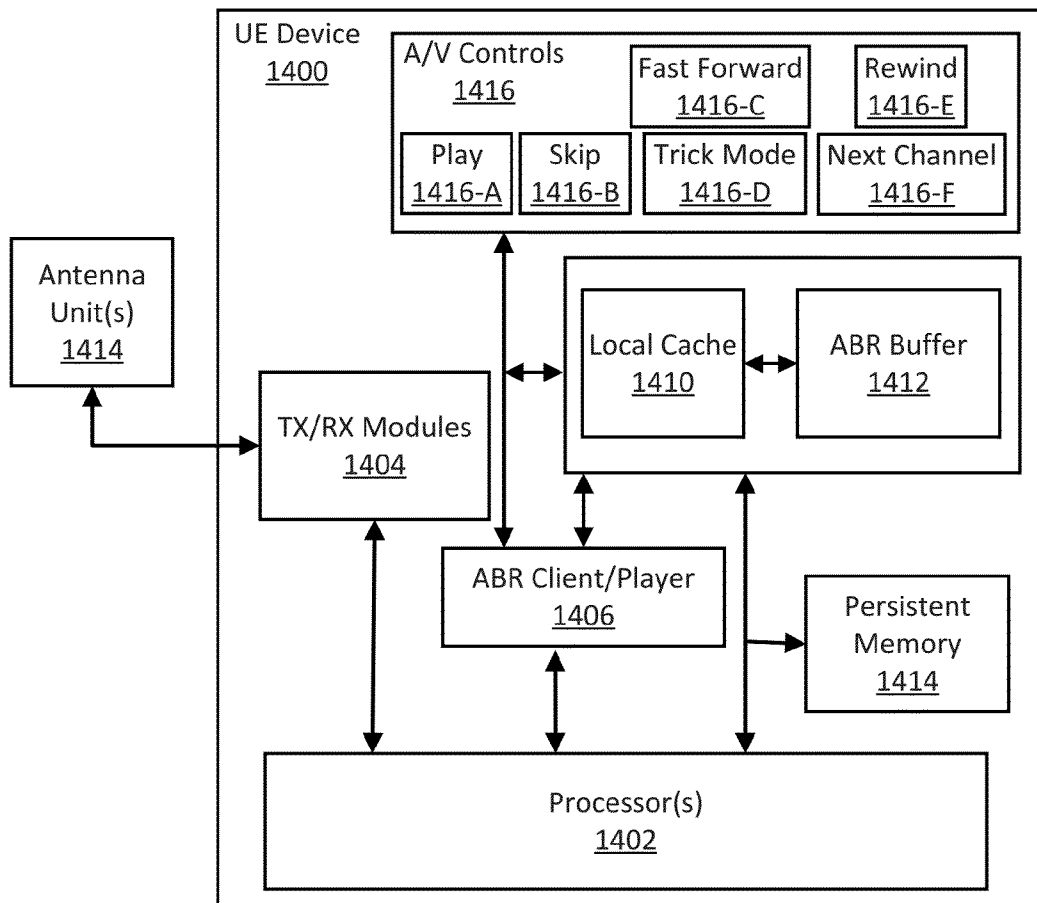 UE Device
1400
A/V Controls
1416
Fast Forward
1416-C
Rewind
1416-E
Play
1416-A
Skip
1416-B
Trick Mode
1416-D
Next Channel
1416-F
Antenna
Unit(s)
1414
Local Cache
1410
ABR Buffer
1412
TX/RX Modules
1404
ABR Client/Player
1406
Persistent
Memory
1414
Processor(s)
1402